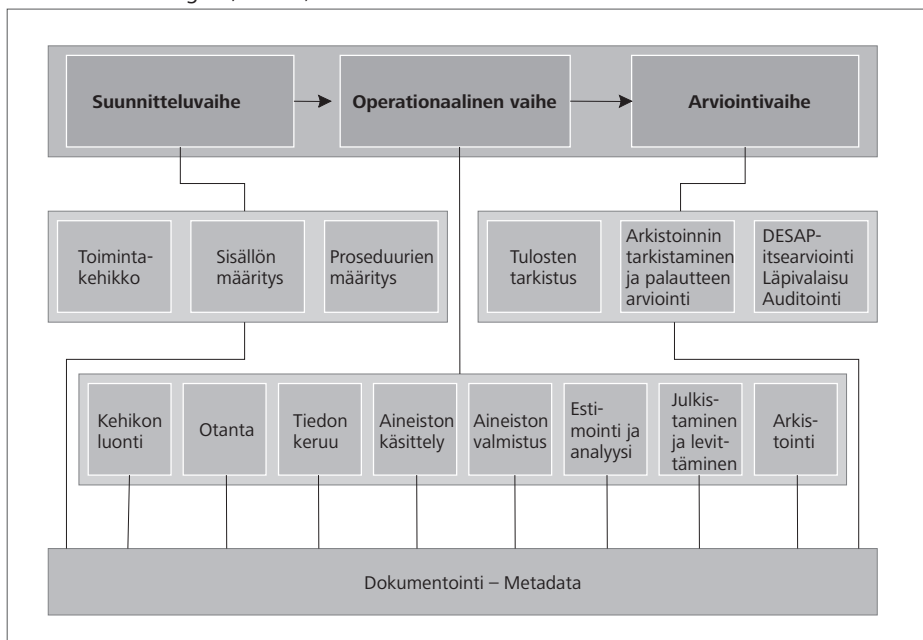 Suunnitteluvaihe
Operationaalinen vaihe
Arviointivaihe
Toiminta-
kehikko
Sisällön
määritys
Proseduurien
määritys
Tulosten
tarkistus
Arkistoinnin
tarkistaminen
ja palautteen
arviointi
DESAP-
itsearviointi
Läpivalaisu
Auditointi
Kehikon
luonti
Otanta
Tiedon
keruu
Aineiston
käsittely
Aineiston
valmistus
Esti-
mointi ja
analyysi
Julkis-
taminen
ja levit-
täminen
Arkis-
tointi
Dokumentointi – Metadata